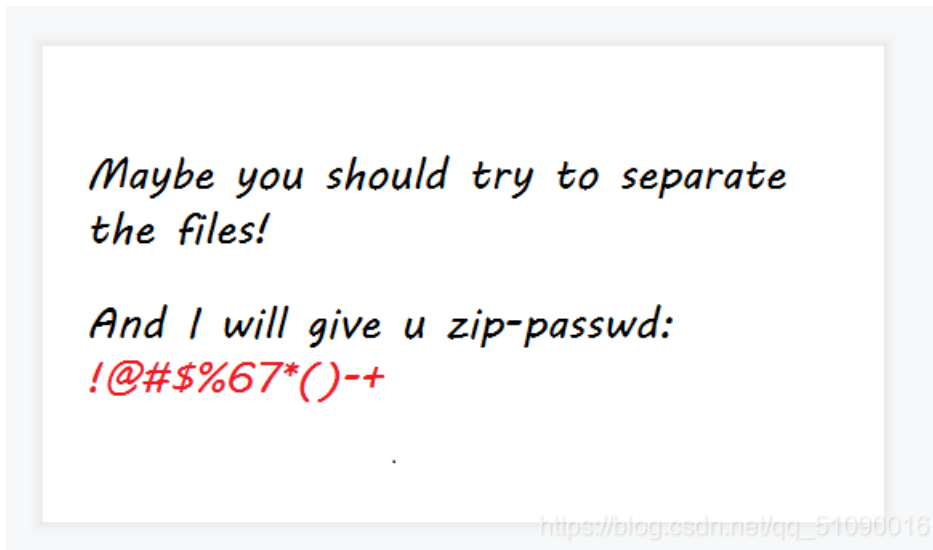 Maybe you should try to separate
the files!
And I will give u zip-passwd:
!@#$%67*()-+
https://blog.csdn.net/qq_51090016